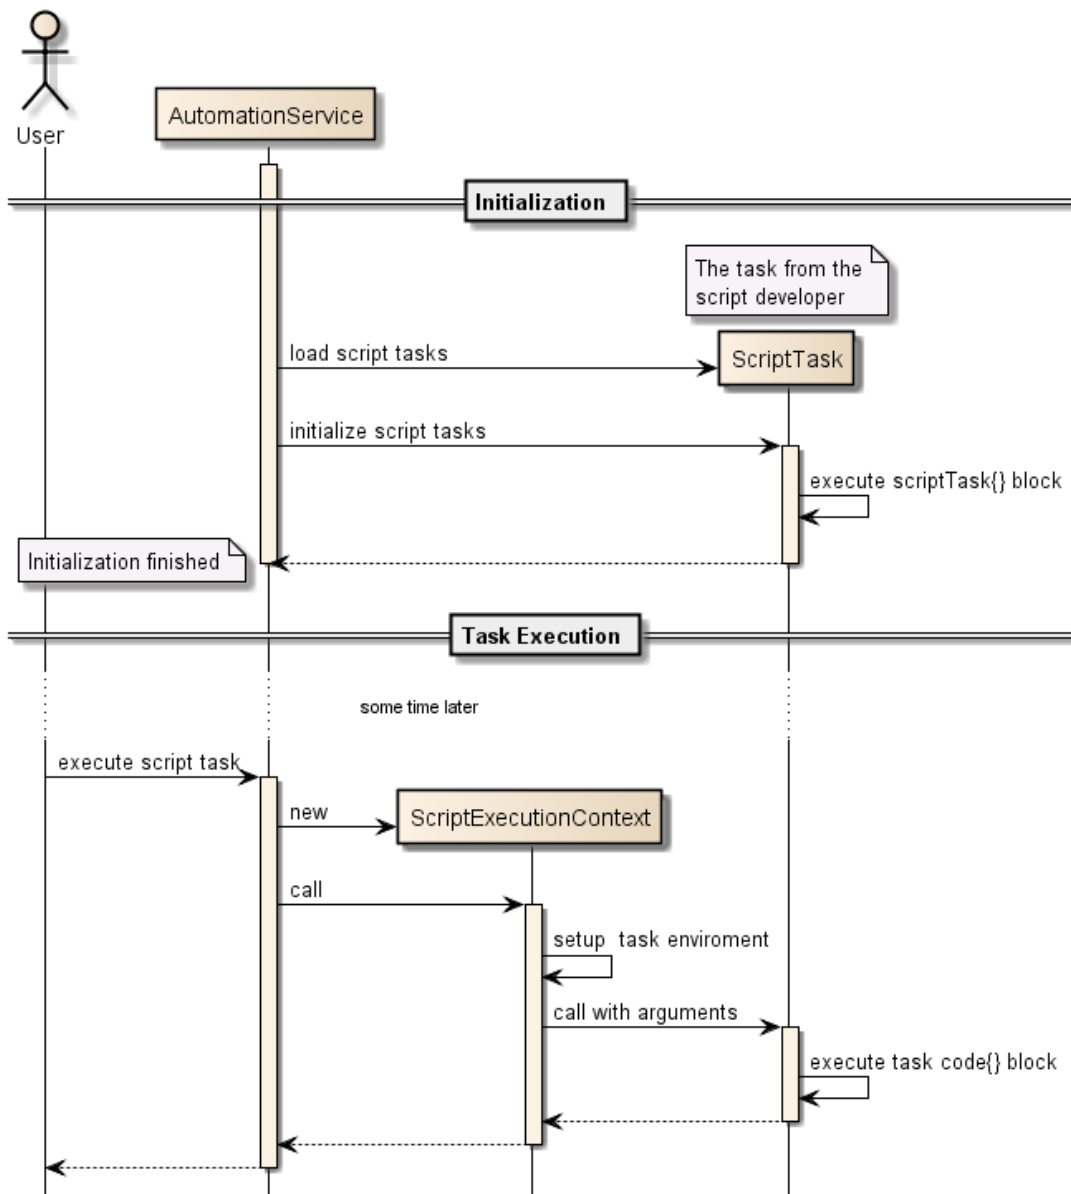 User
AutomationService
Initialization
The task from the
script developer
load script tasks
ScriptTask
initialize script tasks
execute scriptTask{} block
Initialization finished
Task Execution
some time later
execute script task
new
ScriptExecutionContext
call
setup  task enviroment
call with arguments
execute task code{} block